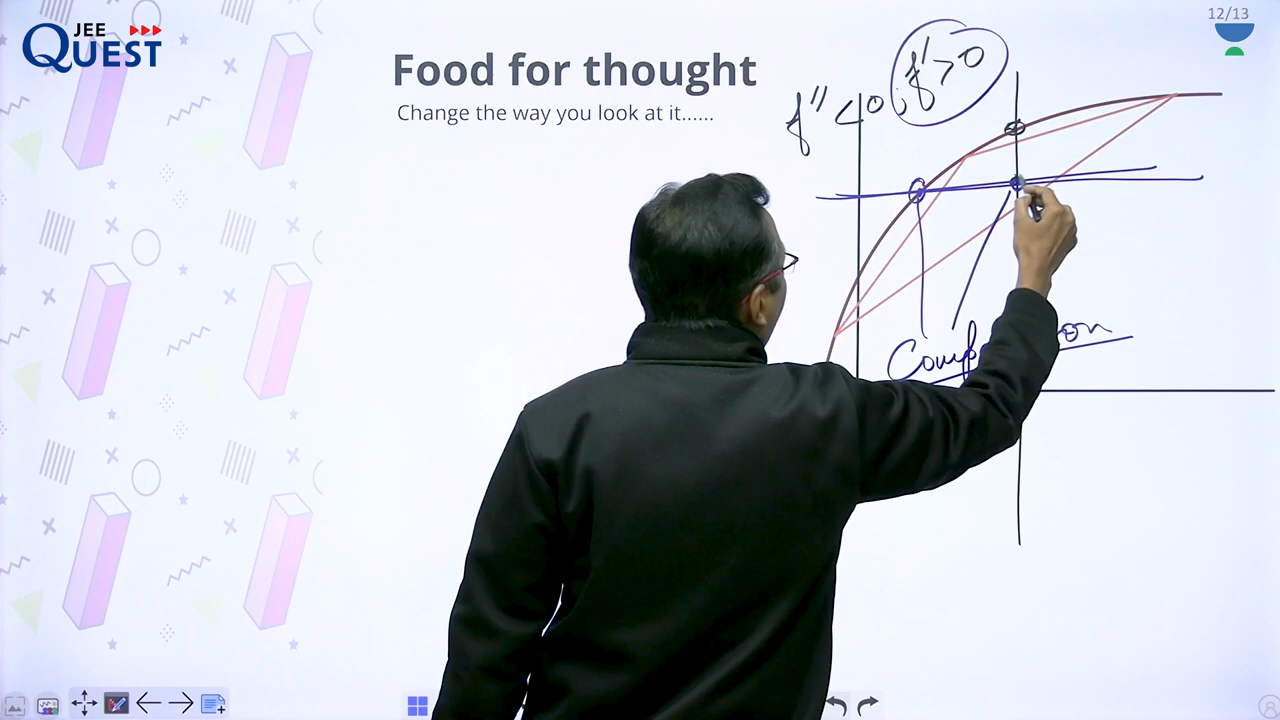 JEE
QUEST
12/13
Food for thought
Change the way you look at it......
f" < 0, f' > 0